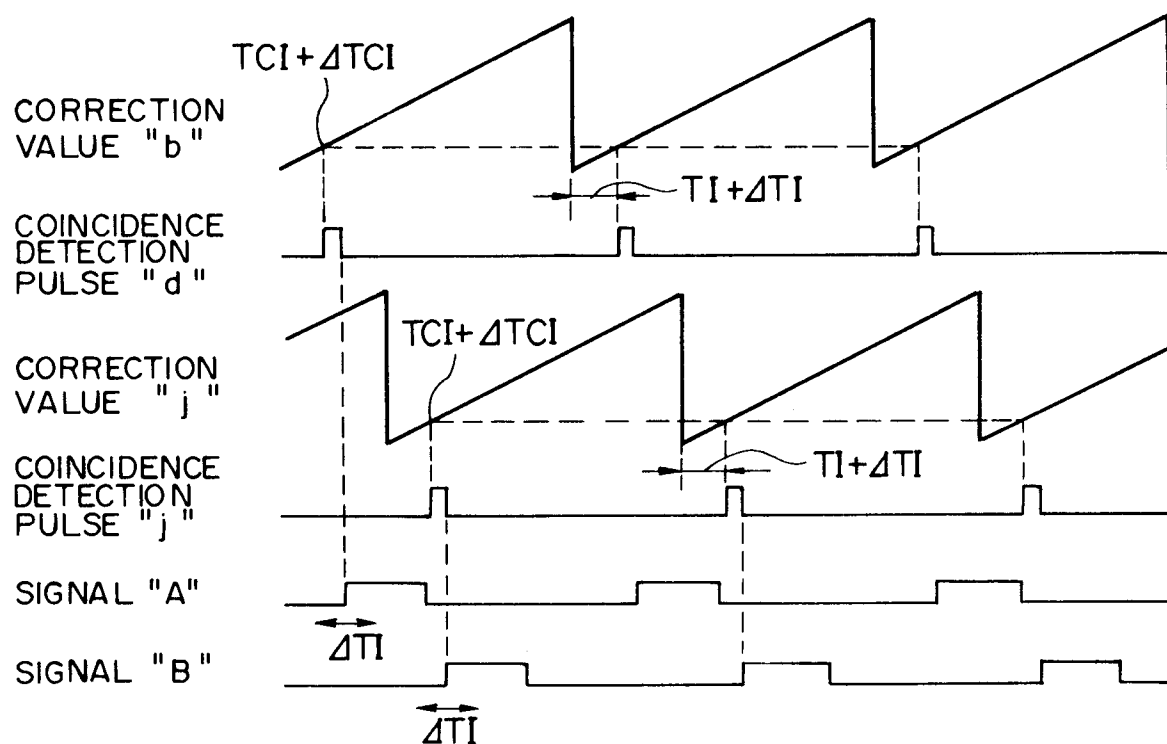 TCI + ΔTCI
CORRECTION
VALUE "b"
TI + ΔTI
COINCIDENCE
DETECTION
PULSE "d"
TCI + ΔTCI
CORRECTION
VALUE "j"
TI + ΔTI
COINCIDENCE
DETECTION
PULSE "j"
SIGNAL "A"
ΔTI
SIGNAL "B"
ΔTI